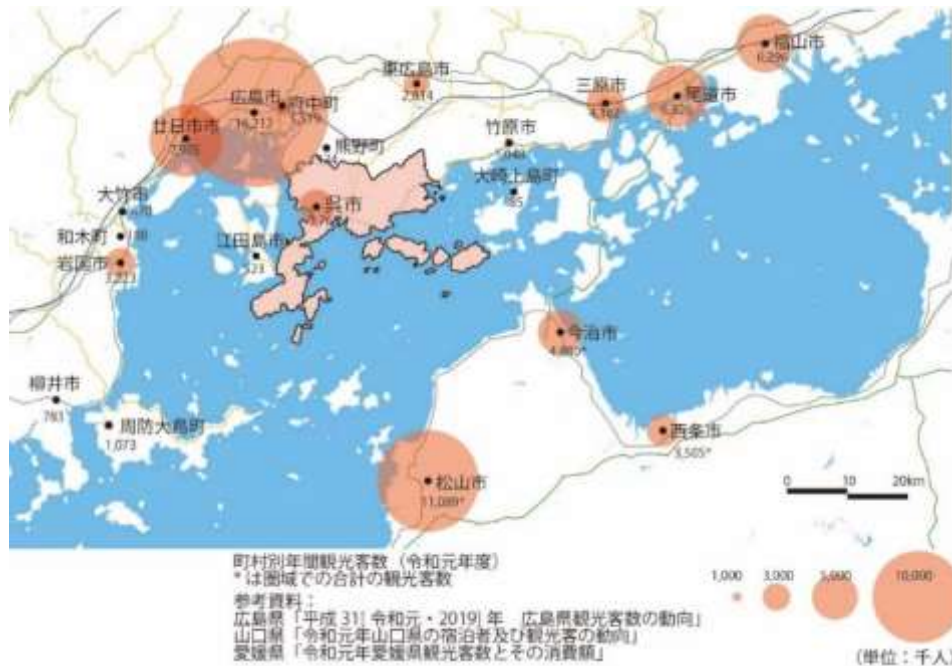 福山市
東広島市
2,614
三原市
尾道市
広島市
府中町
廿日市市
竹原市
熊野町
大崎上島町
大竹市
呉市
和木町
江田島市
岩国市
今治市
柳井市
783
周防大島町
1,073
西条市
3,505*
松山市
11,089*
0 10 20km
町村別年間観光客数（令和元年度）
* は圏域での合計の観光客数
1,000 3,000 5,000 10,000
参考資料：
広島県「平成 31[ 令和元・2019] 年　広島県観光客数の動向」
山口県「令和元年山口県の宿泊者及び観光客の動向」
愛媛県「令和元年愛媛県観光客数とその消費額」
（単位：千人